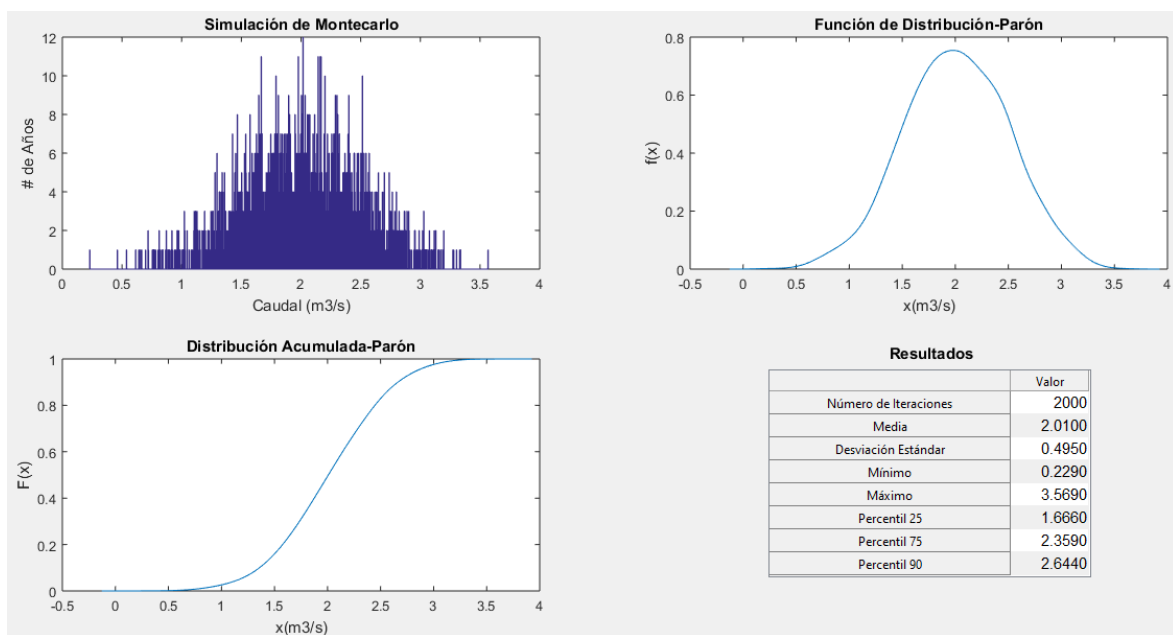 Simulación de Montecarlo
12
10
8
6
4
2
0
# de Años
0 0.5 1 1.5 2 2.5 3 3.5 4
Caudal (m3/s)
Función de Distribución-Parón
0.8
0.6
0.4
0.2
0
f(x)
-0.5 0 0.5 1 1.5 2 2.5 3 3.5 4
x(m3/s)
Distribución Acumulada-Parón
1
0.8
0.6
0.4
0.2
0
F(x)
-0.5 0 0.5 1 1.5 2 2.5 3 3.5 4
x(m3/s)
Resultados
Valor
Número de Iteraciones 2000
Media 2.0100
Desviación Estándar 0.4950
Mínimo 0.2290
Máximo 3.5690
Percentil 25 1.6660
Percentil 75 2.3590
Percentil 90 2.6440